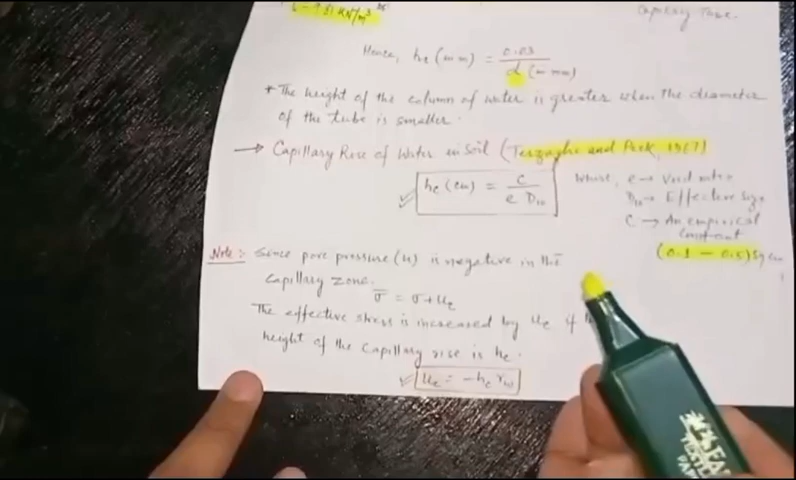 9.81 KN/m³
Capillary Tube.
Hence, hc (mm) = 0.03 / d (mm)
* The height of the column of water is greater when the diameter
of the tube is smaller.
→ Capillary Rise of Water in Soil (Terzaghi and Peck, 1967)
hc (cm) = C / e D10
where, e → Void ratio
D10 → Effective size
C → An empirical
constant
(0.1 - 0.5) sq cm
Note:- Since pore pressure (u) is negative in the
capillary zone.
σ̅ = σ + uc
The effective stress is increased by uc if
height of the capillary rise is hc.
uc = -hc γw